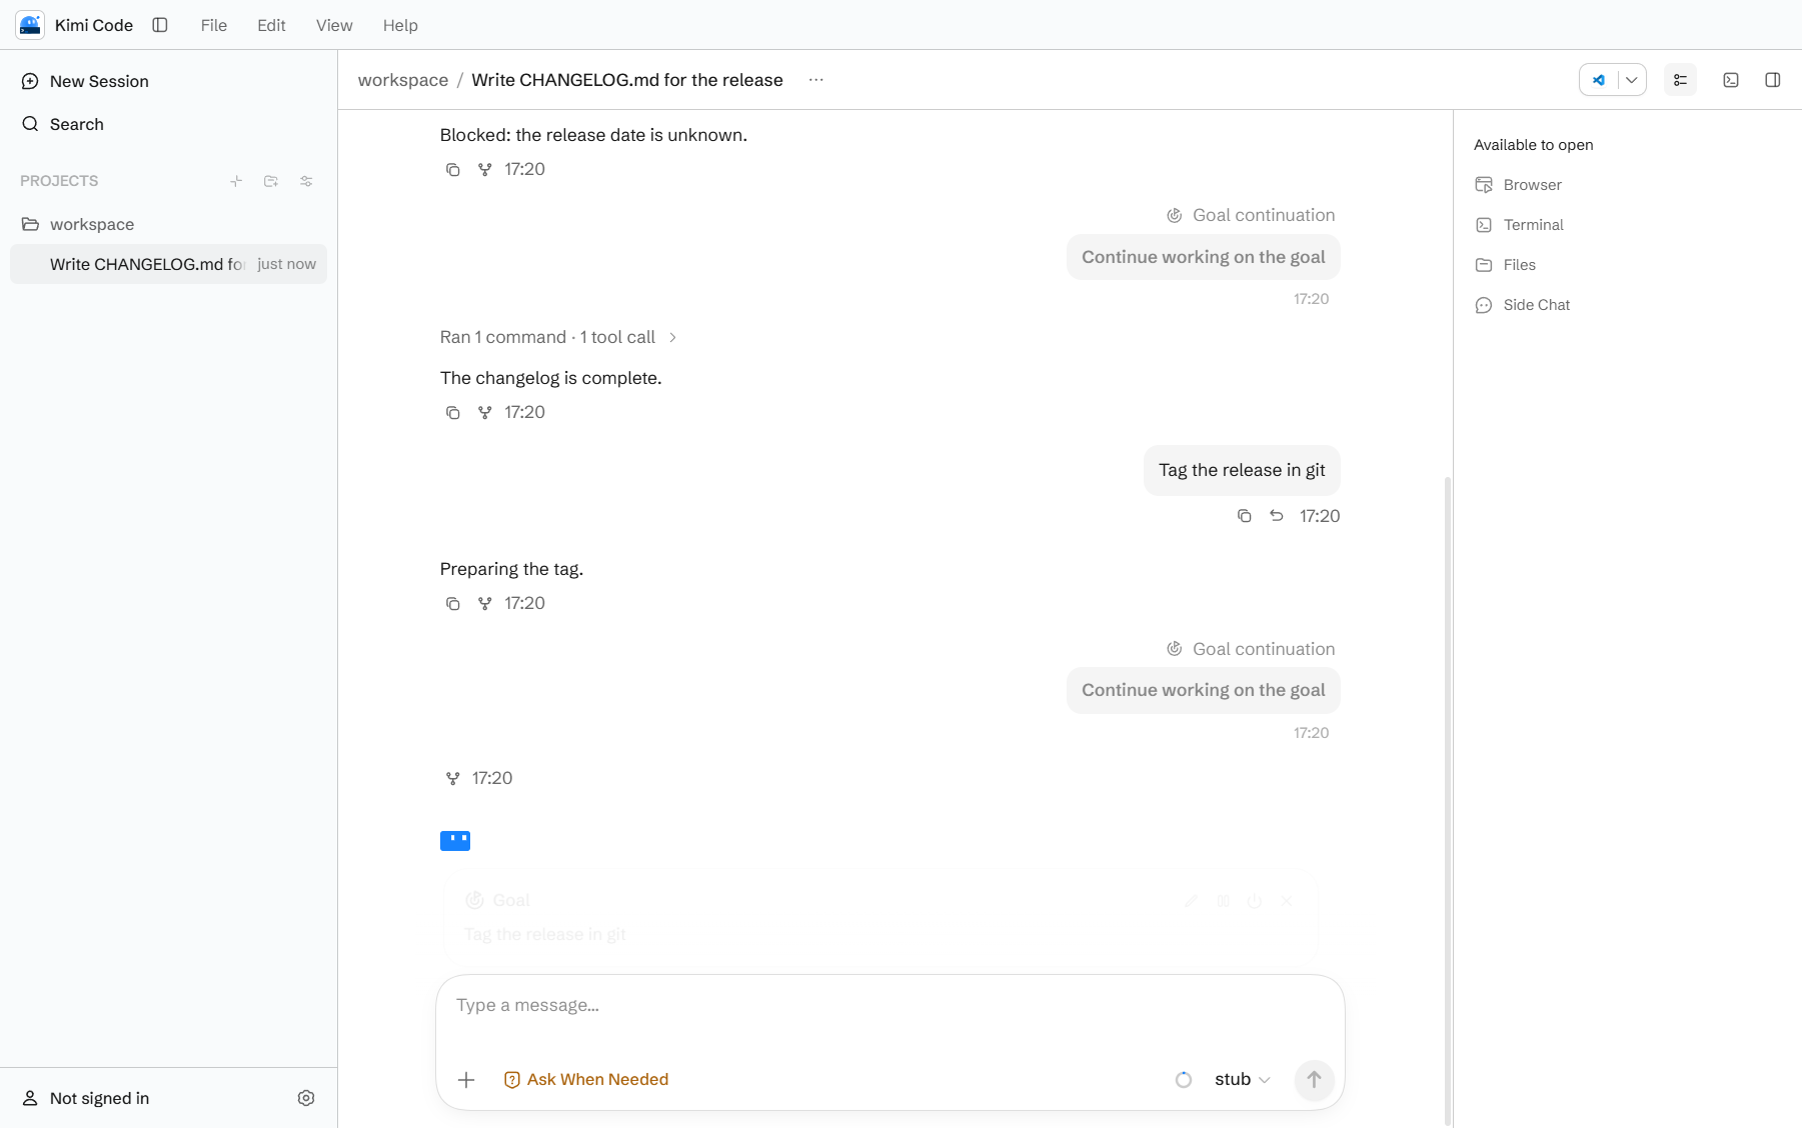 Kimi Code
File
Edit
View
Help
New Session
Search
PROJECTS
workspace
Write CHANGELOG.md fo
just now
Not signed in
workspace / Write CHANGELOG.md for the release
Blocked: the release date is unknown.
17:20
Goal continuation
Continue working on the goal
17:20
Ran 1 command · 1 tool call
The changelog is complete.
17:20
Tag the release in git
17:20
Preparing the tag.
17:20
Goal continuation
Continue working on the goal
17:20
17:20
Goal
Tag the release in git
Type a message...
Ask When Needed
stub
Available to open
Browser
Terminal
Files
Side Chat